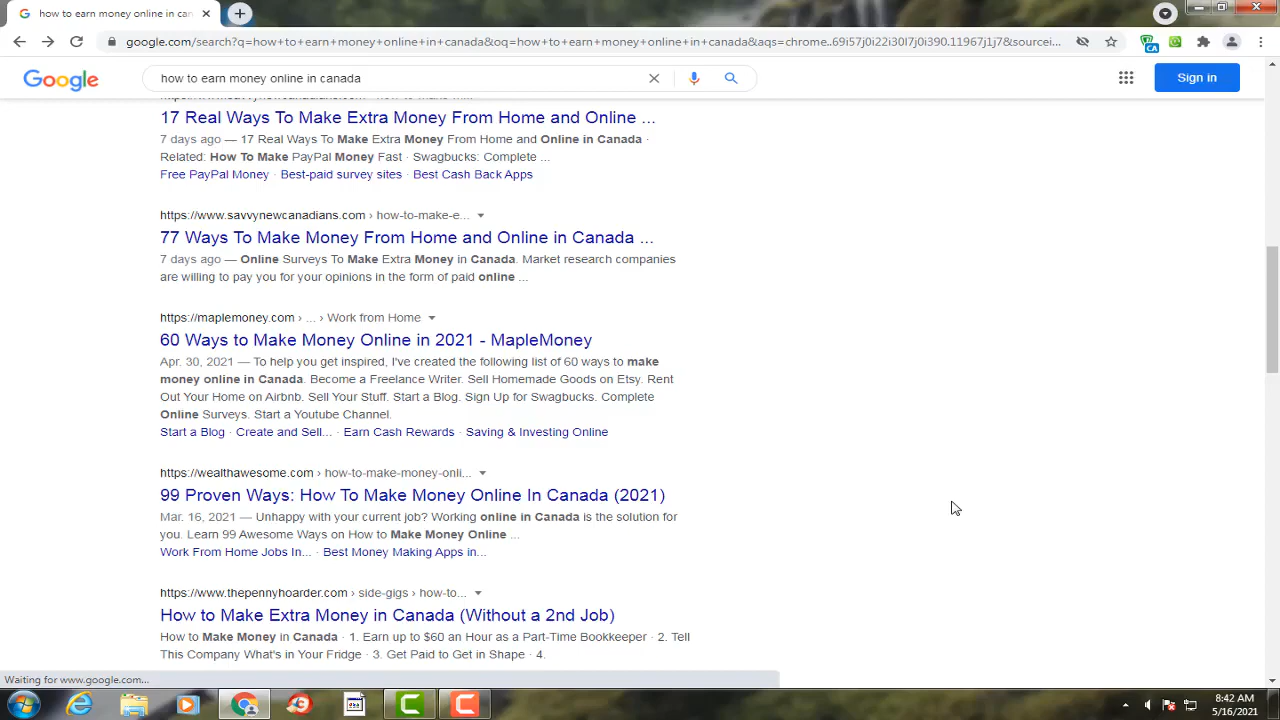 how to earn money online in can
google.com/search?q=how+to+earn+money+online+in+canada&oq=how+to+earn+money+online+in+canada&aqs=chrome..69i57j0i22i30l7j0i390.11967j1j7&sourcei...
CA
Google
how to earn money online in canada
Sign in
17 Real Ways To Make Extra Money From Home and Online ...
7 days ago — 17 Real Ways To Make Extra Money From Home and Online in Canada ·
Related: How To Make PayPal Money Fast · Swagbucks: Complete ...
Free PayPal Money · Best-paid survey sites · Best Cash Back Apps
https://www.savvynewcanadians.com › how-to-make-e...
77 Ways To Make Money From Home and Online in Canada ...
7 days ago — Online Surveys To Make Extra Money in Canada. Market research companies
are willing to pay you for your opinions in the form of paid online ...
https://maplemoney.com › ... › Work from Home
60 Ways to Make Money Online in 2021 - MapleMoney
Apr. 30, 2021 — To help you get inspired, I've created the following list of 60 ways to make
money online in Canada. Become a Freelance Writer. Sell Homemade Goods on Etsy. Rent
Out Your Home on Airbnb. Sell Your Stuff. Start a Blog. Sign Up for Swagbucks. Complete
Online Surveys. Start a Youtube Channel.
Start a Blog · Create and Sell... · Earn Cash Rewards · Saving & Investing Online
https://wealthawesome.com › how-to-make-money-onli...
99 Proven Ways: How To Make Money Online In Canada (2021)
Mar. 16, 2021 — Unhappy with your current job? Working online in Canada is the solution for
you. Learn 99 Awesome Ways on How to Make Money Online ...
Work From Home Jobs In... · Best Money Making Apps in...
https://www.thepennyhoarder.com › side-gigs › how-to...
How to Make Extra Money in Canada (Without a 2nd Job)
How to Make Money in Canada · 1. Earn up to $60 an Hour as a Part-Time Bookkeeper · 2. Tell
This Company What's in Your Fridge · 3. Get Paid to Get in Shape · 4.
Waiting for www.google.com...
8:42 AM
5/16/2021